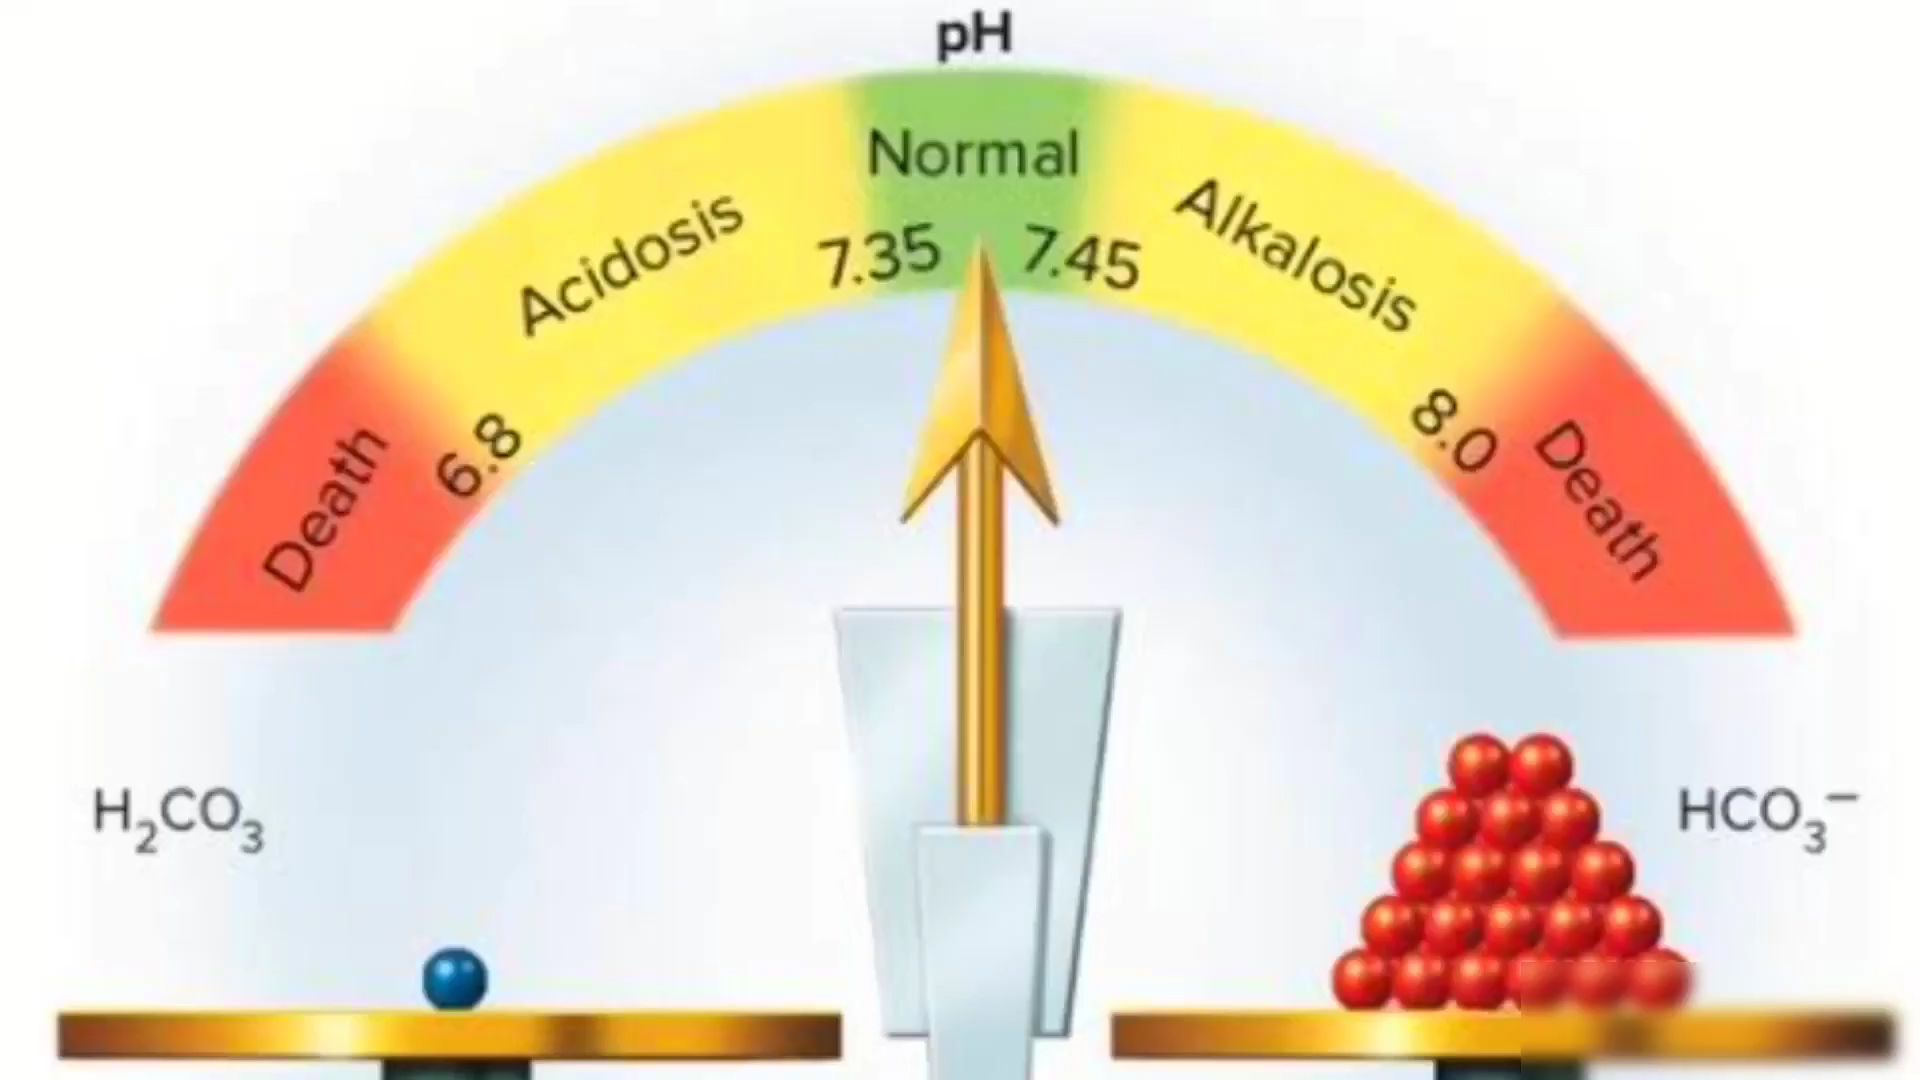 pH
Normal
Acidosis
Alkalosis
7.35
7.45
6.8
8.0
Death
Death
H₂CO₃
HCO₃⁻